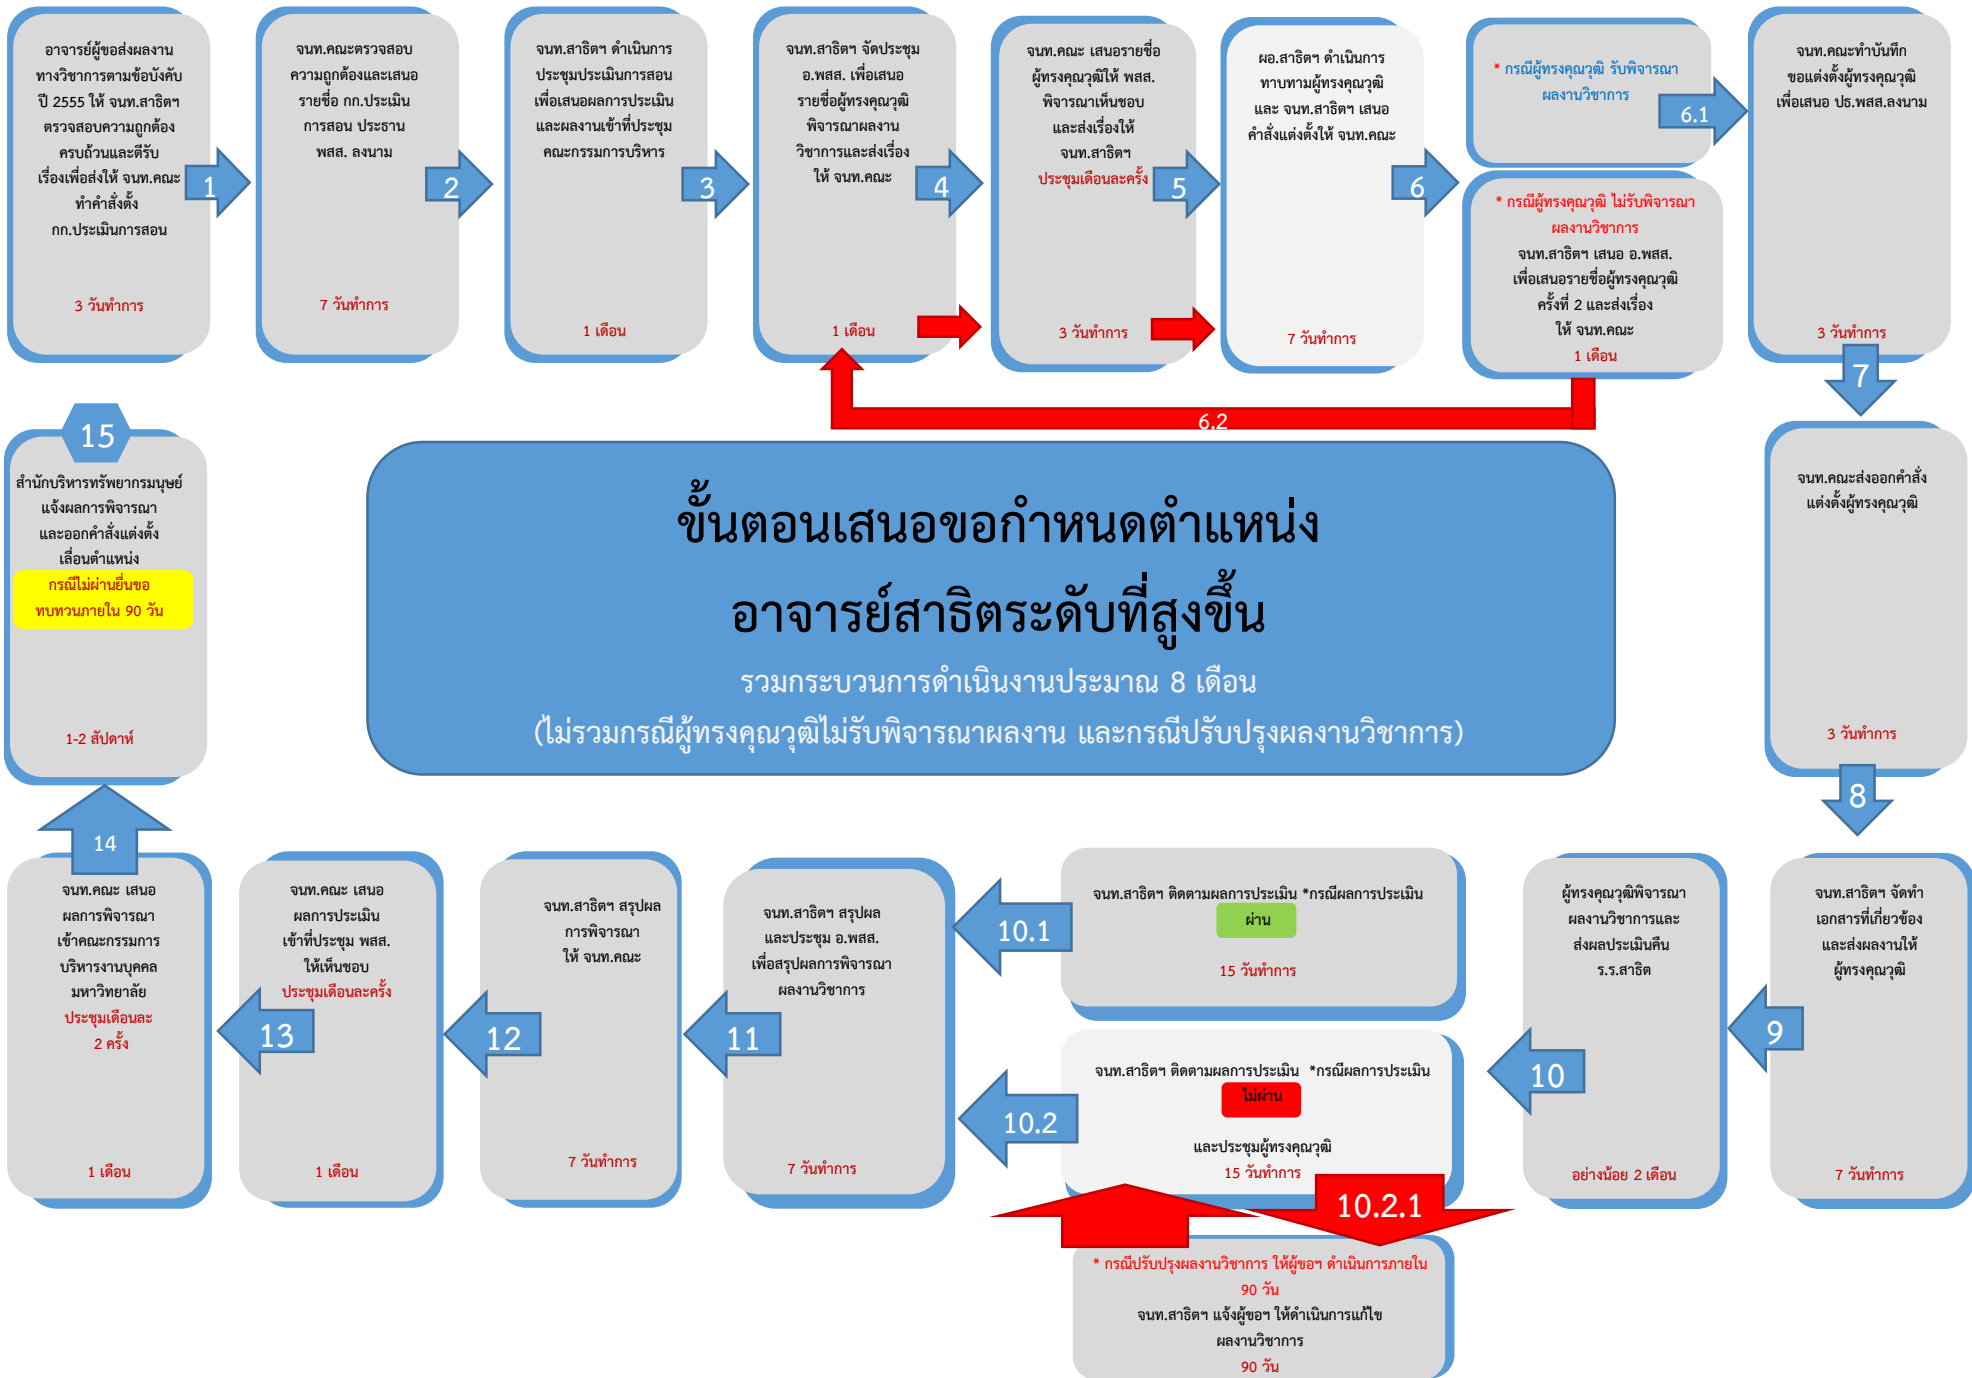 อาจารย์ผู้ขอส่งผลงาน
ทางวิชาการตามข้อบังคับ
ปี 2555 ให้ จนท.สาธิตฯ
ตรวจสอบความถูกต้อง
ครบถ้วนและตีรับ
เรื่องเพื่อส่งให้ จนท.คณะ
ทำคำสั่งตั้ง
กก.ประเมินการสอน
3 วันทำการ
1
จนท.คณะตรวจสอบ
ความถูกต้องและเสนอ
รายชื่อ กก.ประเมิน
การสอน ประธาน
พสส. ลงนาม
7 วันทำการ
2
จนท.สาธิตฯ ดำเนินการ
ประชุมประเมินการสอน
เพื่อเสนอผลการประเมิน
และผลงานเข้าที่ประชุม
คณะกรรมการบริหาร
1 เดือน
3
จนท.สาธิตฯ จัดประชุม
อ.พสส. เพื่อเสนอ
รายชื่อผู้ทรงคุณวุฒิ
พิจารณาผลงาน
วิชาการและส่งเรื่อง
ให้ จนท.คณะ
1 เดือน
4
จนท.คณะ เสนอรายชื่อ
ผู้ทรงคุณวุฒิให้ พสส.
พิจารณาเห็นชอบ
และส่งเรื่องให้
จนท.สาธิตฯ
ประชุมเดือนละครั้ง
3 วันทำการ
5
ผอ.สาธิตฯ ดำเนินการ
ทาบทามผู้ทรงคุณวุฒิ
และ จนท.สาธิตฯ เสนอ
คำสั่งแต่งตั้งให้ จนท.คณะ
7 วันทำการ
6
* กรณีผู้ทรงคุณวุฒิ รับพิจารณา
ผลงานวิชาการ
6.1
* กรณีผู้ทรงคุณวุฒิ ไม่รับพิจารณา
ผลงานวิชาการ
จนท.สาธิตฯ เสนอ อ.พสส.
เพื่อเสนอรายชื่อผู้ทรงคุณวุฒิ
ครั้งที่ 2 และส่งเรื่อง
ให้ จนท.คณะ
1 เดือน
6.2
จนท.คณะทำบันทึก
ขอแต่งตั้งผู้ทรงคุณวุฒิ
เพื่อเสนอ ปธ.พสส.ลงนาม
3 วันทำการ
7
15
สำนักบริหารทรัพยากรมนุษย์
แจ้งผลการพิจารณา
และออกคำสั่งแต่งตั้ง
เลื่อนตำแหน่ง
กรณีไม่ผ่านยื่นขอ
ทบทวนภายใน 90 วัน
1-2 สัปดาห์
ขั้นตอนเสนอขอกำหนดตำแหน่ง
อาจารย์สาธิตระดับที่สูงขึ้น
รวมกระบวนการดำเนินงานประมาณ 8 เดือน
(ไม่รวมกรณีผู้ทรงคุณวุฒิไม่รับพิจารณาผลงาน และกรณีปรับปรุงผลงานวิชาการ)
จนท.คณะส่งออกคำสั่ง
แต่งตั้งผู้ทรงคุณวุฒิ
3 วันทำการ
8
จนท.สาธิตฯ จัดทำ
เอกสารที่เกี่ยวข้อง
และส่งผลงานให้
ผู้ทรงคุณวุฒิ
7 วันทำการ
9
ผู้ทรงคุณวุฒิพิจารณา
ผลงานวิชาการและ
ส่งผลประเมินคืน
ร.ร.สาธิต
อย่างน้อย 2 เดือน
10
จนท.สาธิตฯ ติดตามผลการประเมิน *กรณีผลการประเมิน
ผ่าน
15 วันทำการ
10.1
จนท.สาธิตฯ ติดตามผลการประเมิน *กรณีผลการประเมิน
ไม่ผ่าน
และประชุมผู้ทรงคุณวุฒิ
15 วันทำการ
10.2
10.2.1
* กรณีปรับปรุงผลงานวิชาการ ให้ผู้ขอฯ ดำเนินการภายใน
90 วัน
จนท.สาธิตฯ แจ้งผู้ขอฯ ให้ดำเนินการแก้ไข
ผลงานวิชาการ
90 วัน
จนท.สาธิตฯ สรุปผล
และประชุม อ.พสส.
เพื่อสรุปผลการพิจารณา
ผลงานวิชาการ
7 วันทำการ
11
จนท.สาธิตฯ สรุปผล
การพิจารณา
ให้ จนท.คณะ
7 วันทำการ
12
จนท.คณะ เสนอ
ผลการประเมิน
เข้าที่ประชุม พสส.
ให้เห็นชอบ
ประชุมเดือนละครั้ง
1 เดือน
13
จนท.คณะ เสนอ
ผลการพิจารณา
เข้าคณะกรรมการ
บริหารงานบุคคล
มหาวิทยาลัย
ประชุมเดือนละ
2 ครั้ง
1 เดือน
14